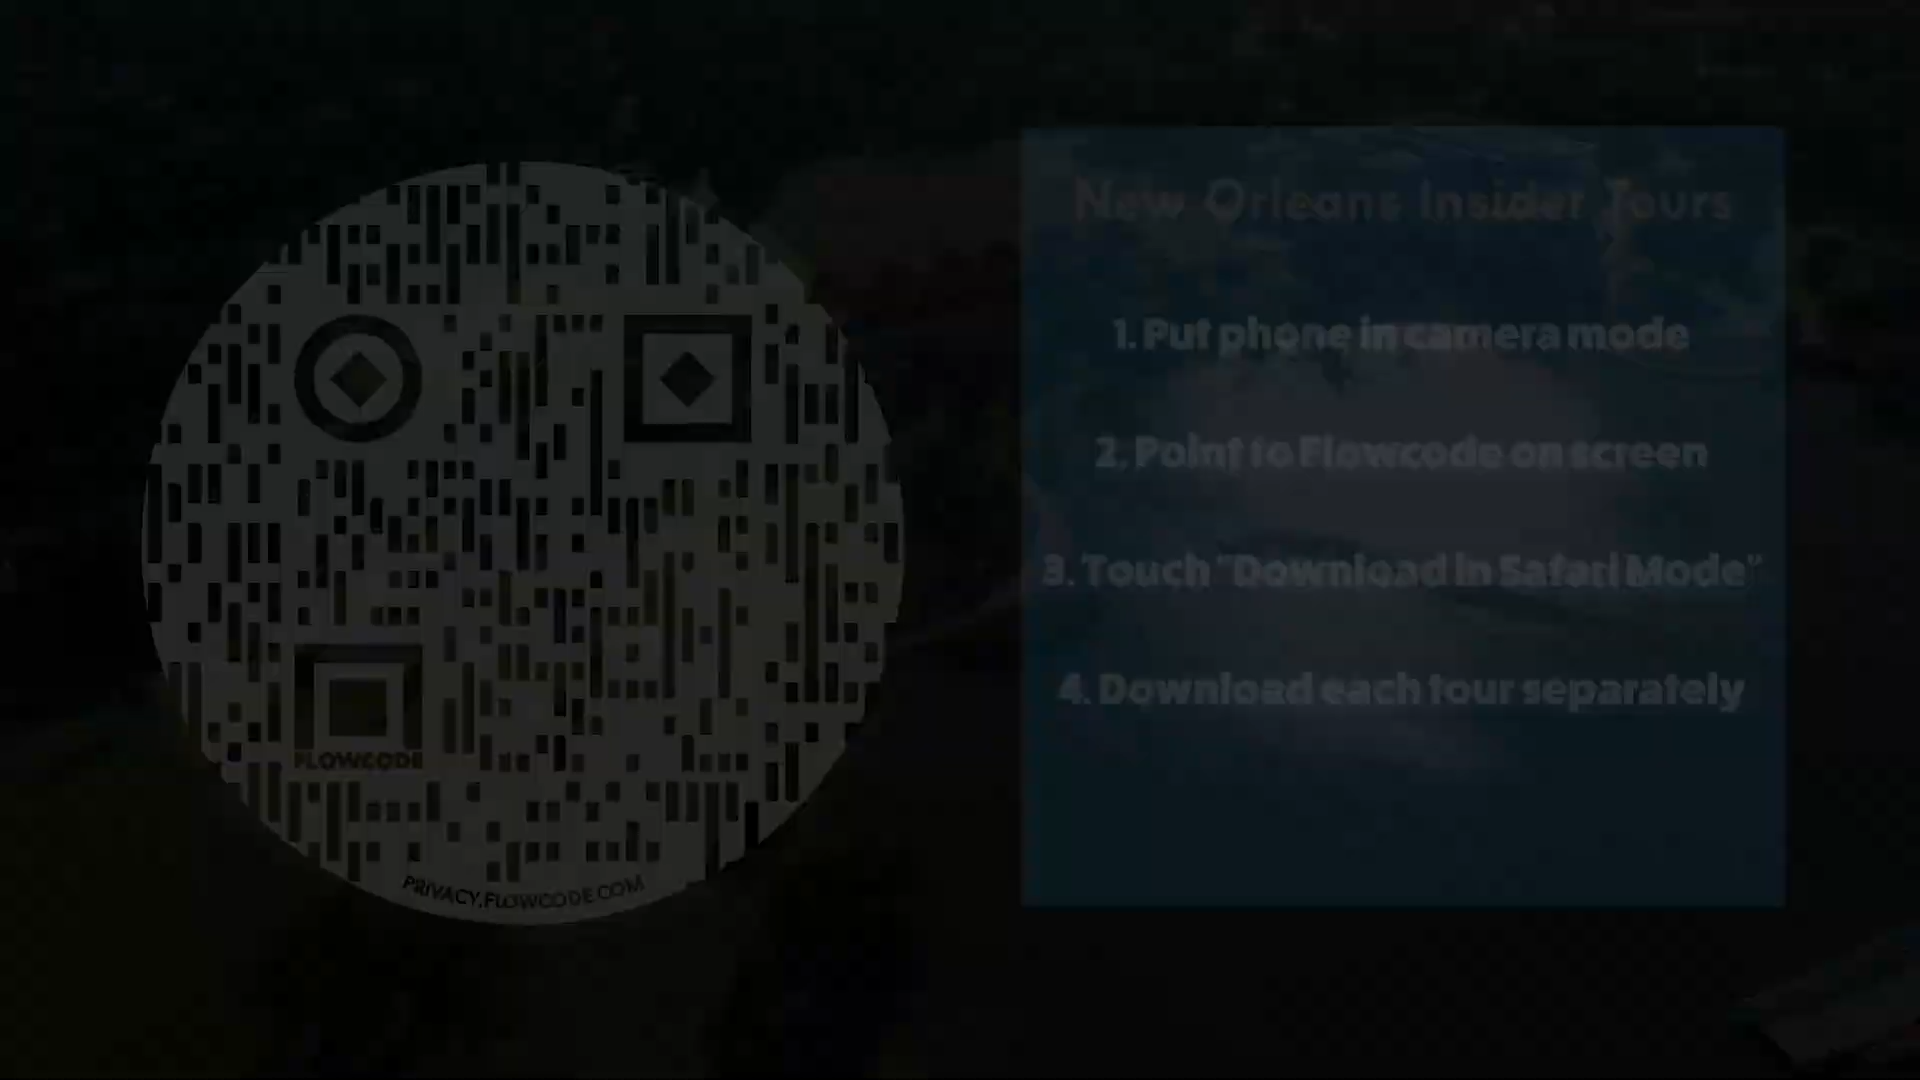 New Orleans Insider Tours
1. Put phone in camera mode
2. Point to Flowcode on screen
3. Touch "Download in Safari Mode"
4. Download each tour separately
FLOWCODE
PRIVACY.FLOWCODE.COM